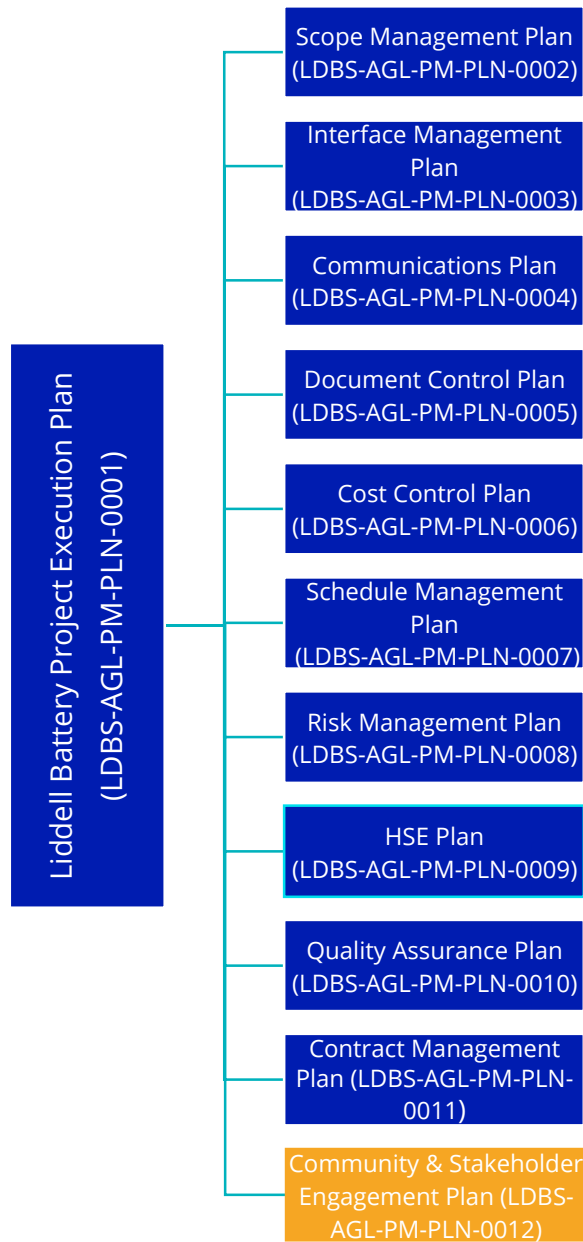 Liddell Battery Project Execution Plan
(LDBS-AGL-PM-PLN-0001)
Scope Management Plan
(LDBS-AGL-PM-PLN-0002)
Interface Management
Plan
(LDBS-AGL-PM-PLN-0003)
Communications Plan
(LDBS-AGL-PM-PLN-0004)
Document Control Plan
(LDBS-AGL-PM-PLN-0005)
Cost Control Plan
(LDBS-AGL-PM-PLN-0006)
Schedule Management
Plan
(LDBS-AGL-PM-PLN-0007)
Risk Management Plan
(LDBS-AGL-PM-PLN-0008)
HSE Plan
(LDBS-AGL-PM-PLN-0009)
Quality Assurance Plan
(LDBS-AGL-PM-PLN-0010)
Contract Management
Plan (LDBS-AGL-PM-PLN-
0011)
Community & Stakeholder
Engagement Plan (LDBS-
AGL-PM-PLN-0012)